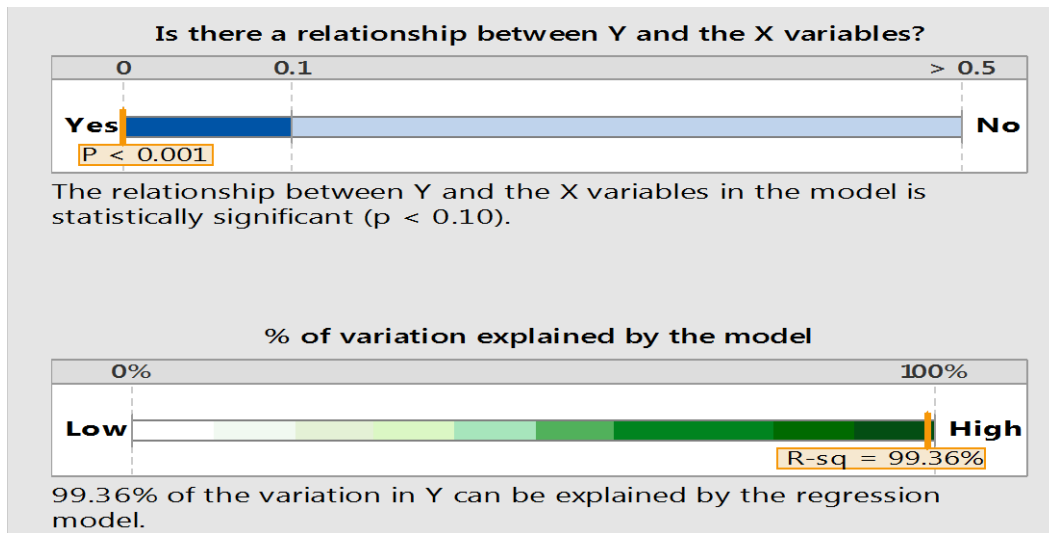 Is there a relationship between Y and the X variables?
0 0.1 > 0.5
Yes No
P < 0.001
The relationship between Y and the X variables in the model is
statistically significant (p < 0.10).
% of variation explained by the model
0% 100%
Low High
R-sq = 99.36%
99.36% of the variation in Y can be explained by the regression
model.